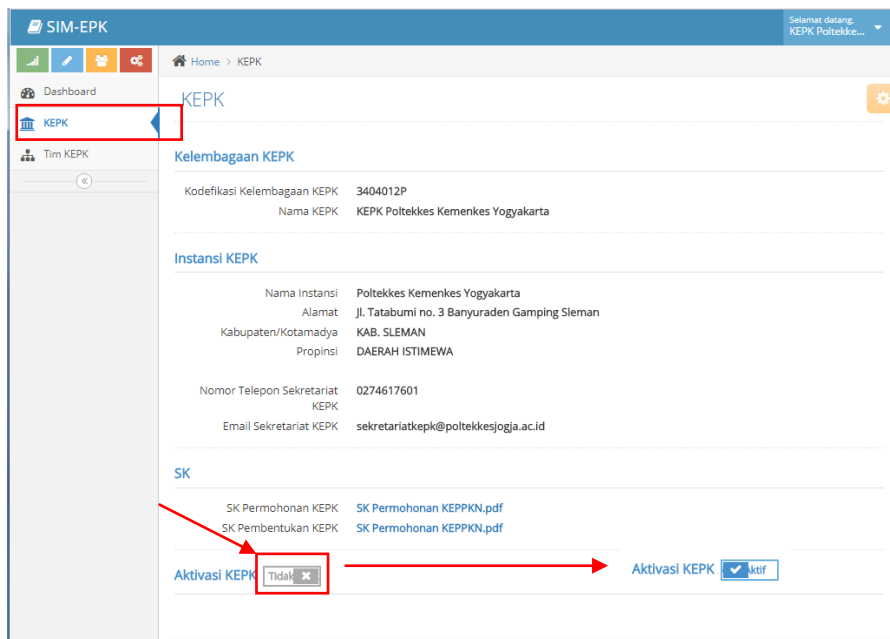 SIM-EPK
Selamat datang,
KEPK Poltekke...
Home > KEPK
Dashboard
KEPK
Tim KEPK
KEPK
Kelembagaan KEPK
Kodefikasi Kelembagaan KEPK 3404012P
Nama KEPK KEPK Poltekkes Kemenkes Yogyakarta
Instansi KEPK
Nama Instansi Poltekkes Kemenkes Yogyakarta
Alamat Jl. Tatabumi no. 3 Banyuraden Gamping Sleman
Kabupaten/Kotamadya KAB. SLEMAN
Propinsi DAERAH ISTIMEWA
Nomor Telepon Sekretariat KEPK 0274617601
Email Sekretariat KEPK sekretariatkepk@poltekkesjogja.ac.id
SK
SK Permohonan KEPK SK Permohonan KEPPKN.pdf
SK Pembentukan KEPK SK Permohonan KEPPKN.pdf
Aktivasi KEPK Tidak
Aktivasi KEPK Aktif